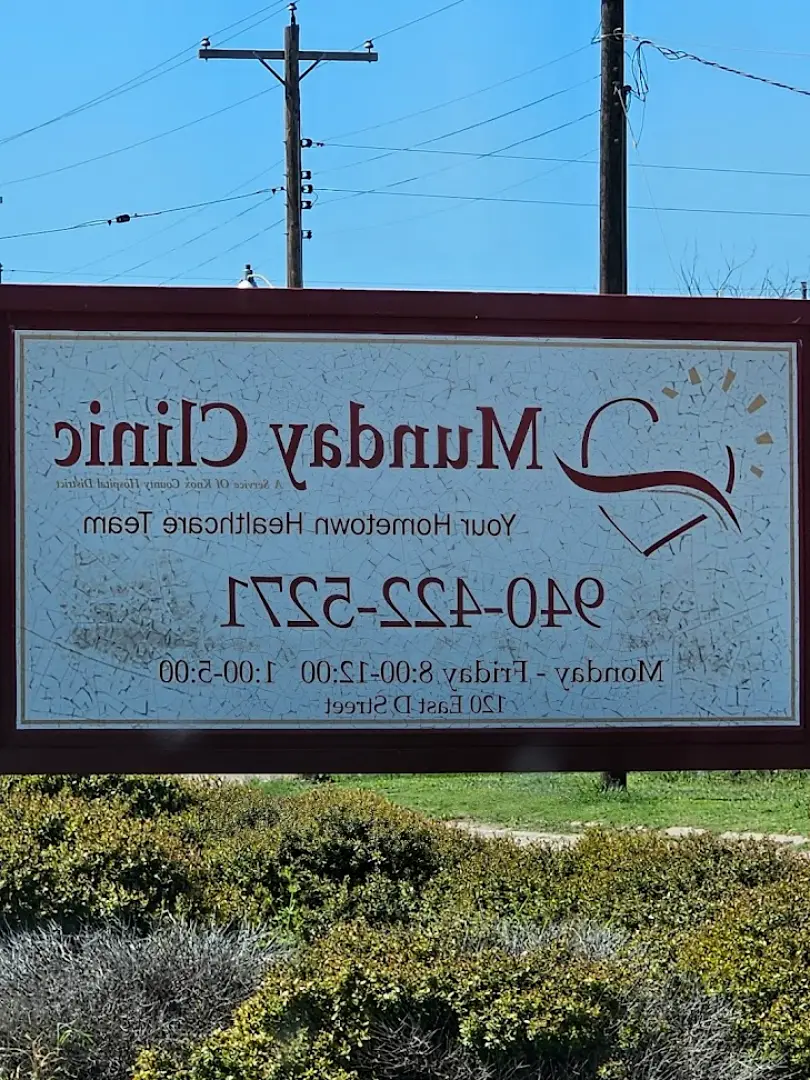 Munday Clinic
A Service Of Knox County Hospital District
Your Hometown Healthcare Team
940-422-5271
Monday - Friday 8:00-12:00 1:00-5:00
120 East D Street